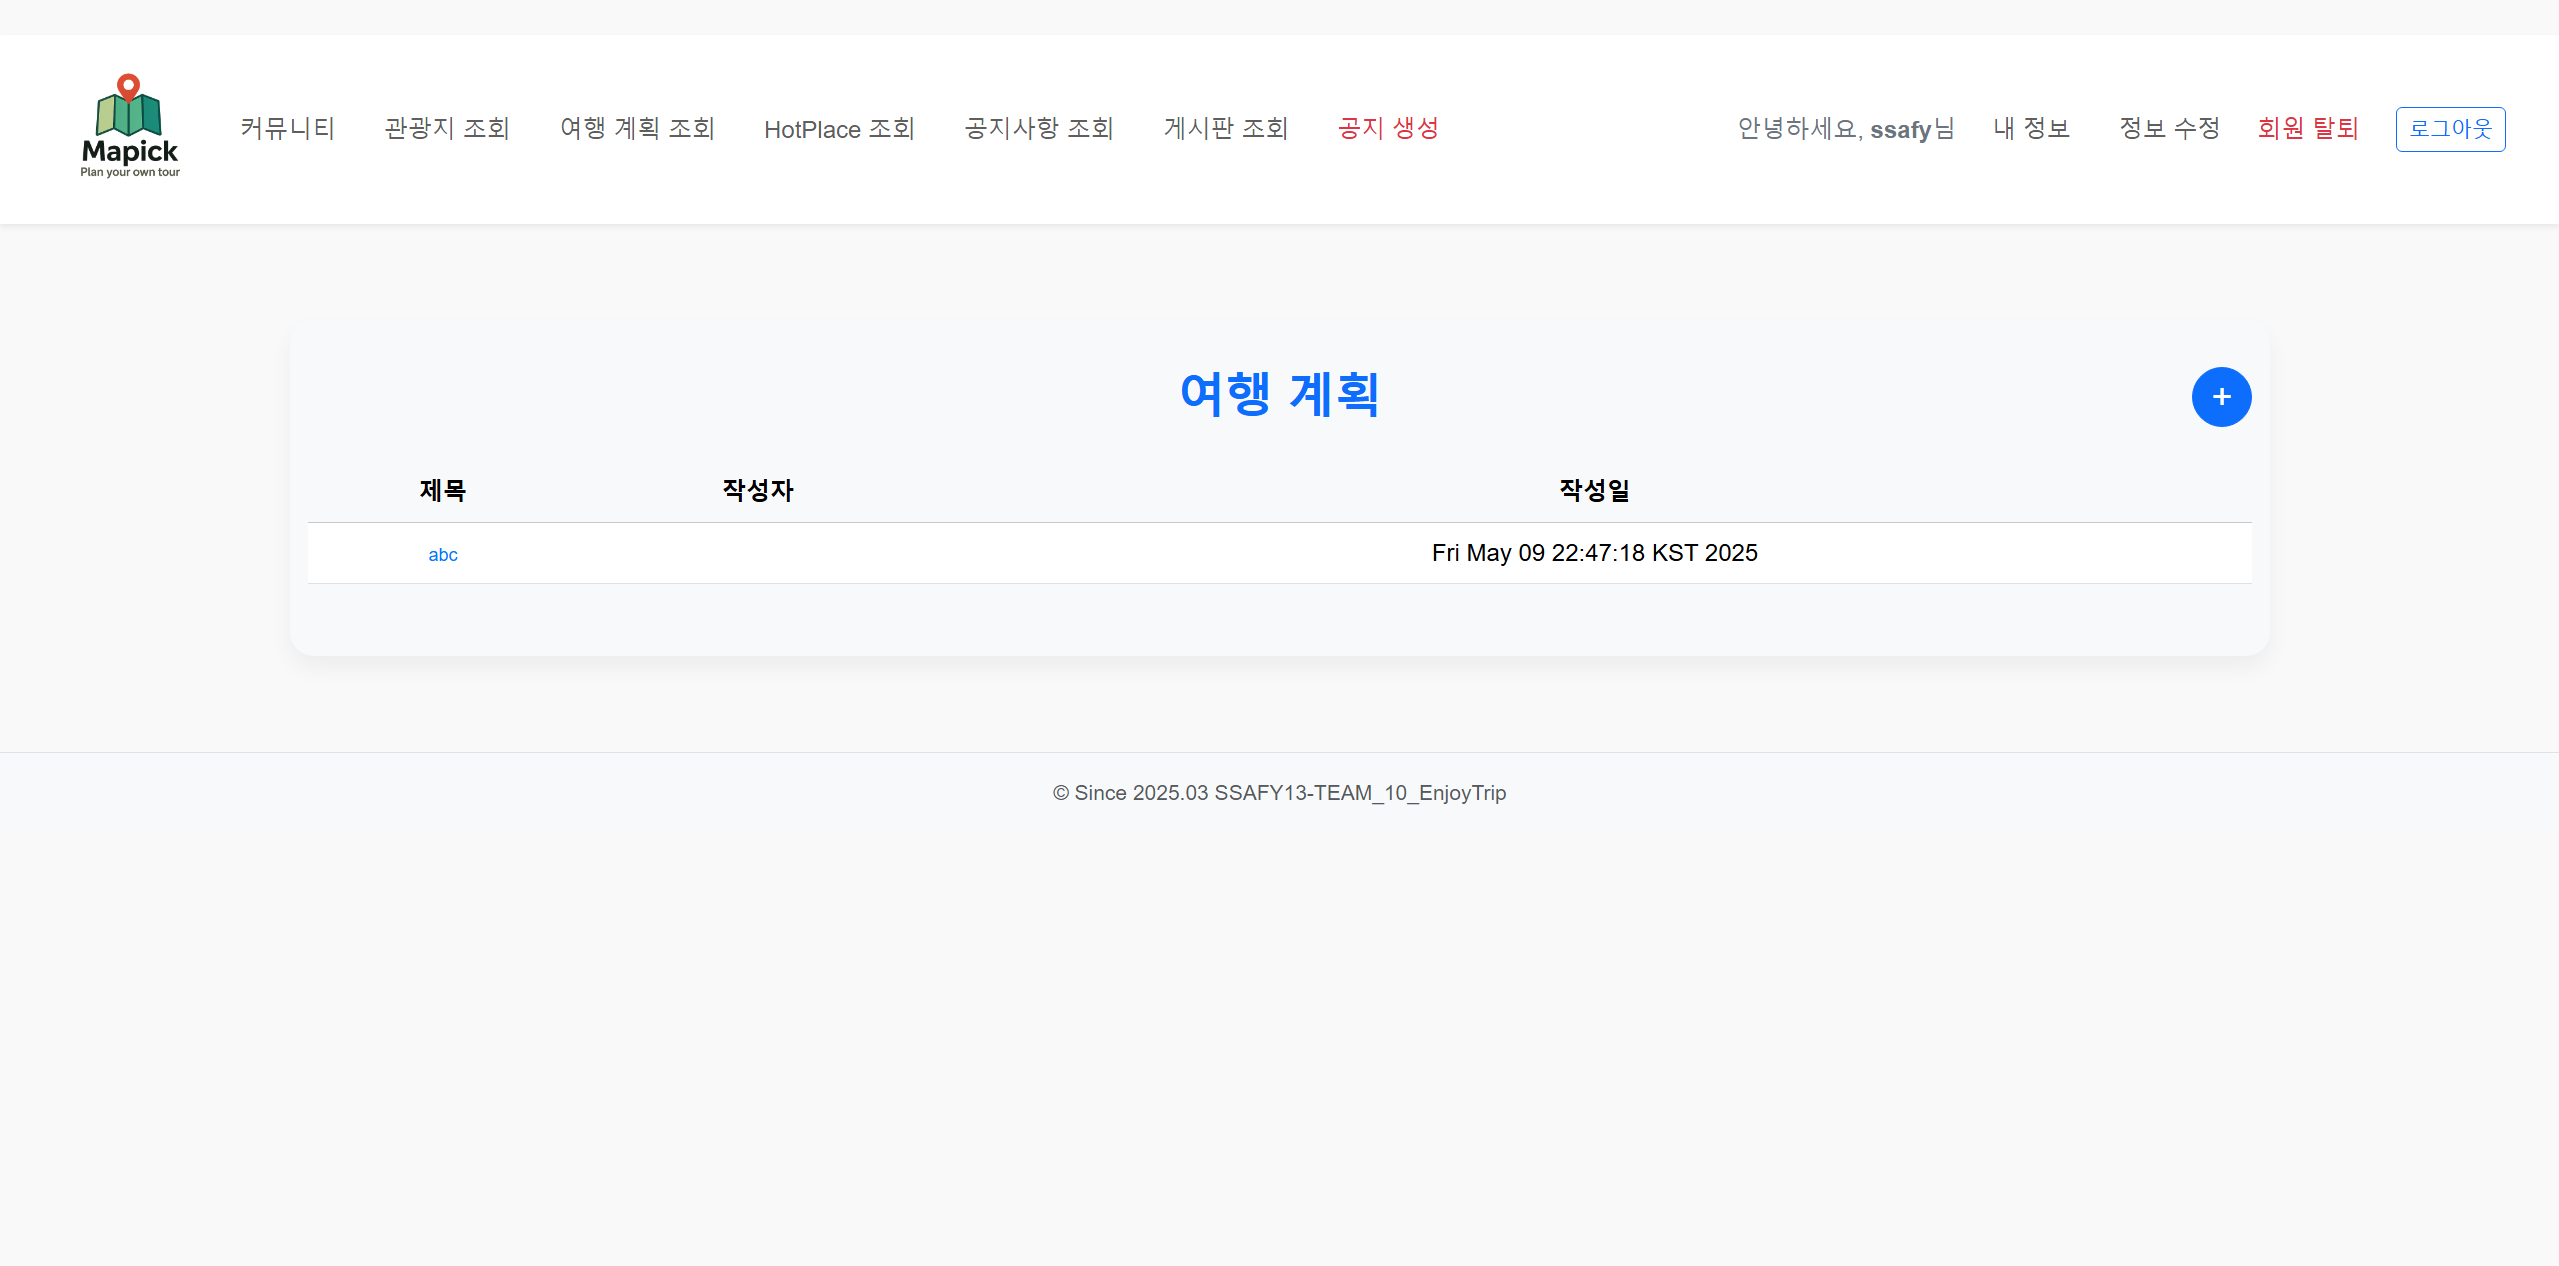 Mapick
Plan your own tour
커뮤니티 관광지 조회 여행 계획 조회 HotPlace 조회 공지사항 조회 게시판 조회 공지 생성 안녕하세요, ssafy님 내 정보 정보 수정 회원 탈퇴 로그아웃
여행 계획 +
제목 작성자 작성일
abc Fri May 09 22:47:18 KST 2025
© Since 2025.03 SSAFY13-TEAM_10_EnjoyTrip